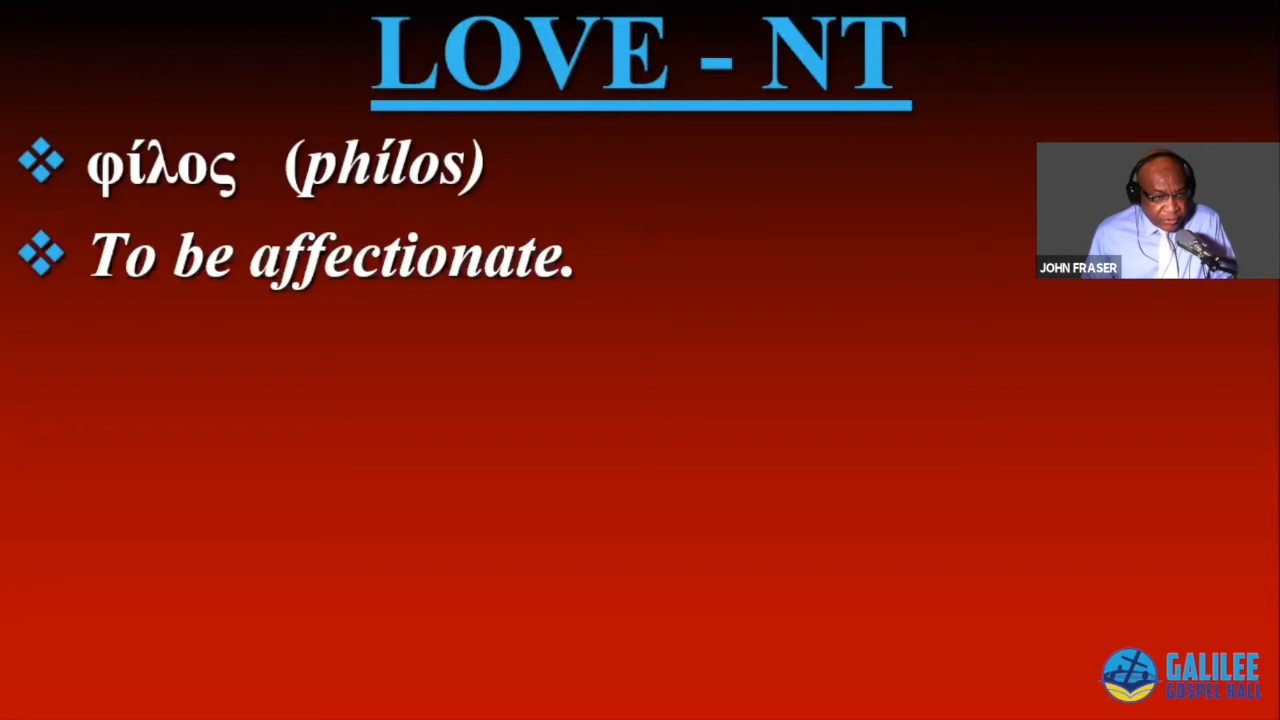 LOVE - NT
φίλος (phílos)
To be affectionate.
JOHN FRASER
GALILEE
GOSPEL HALL